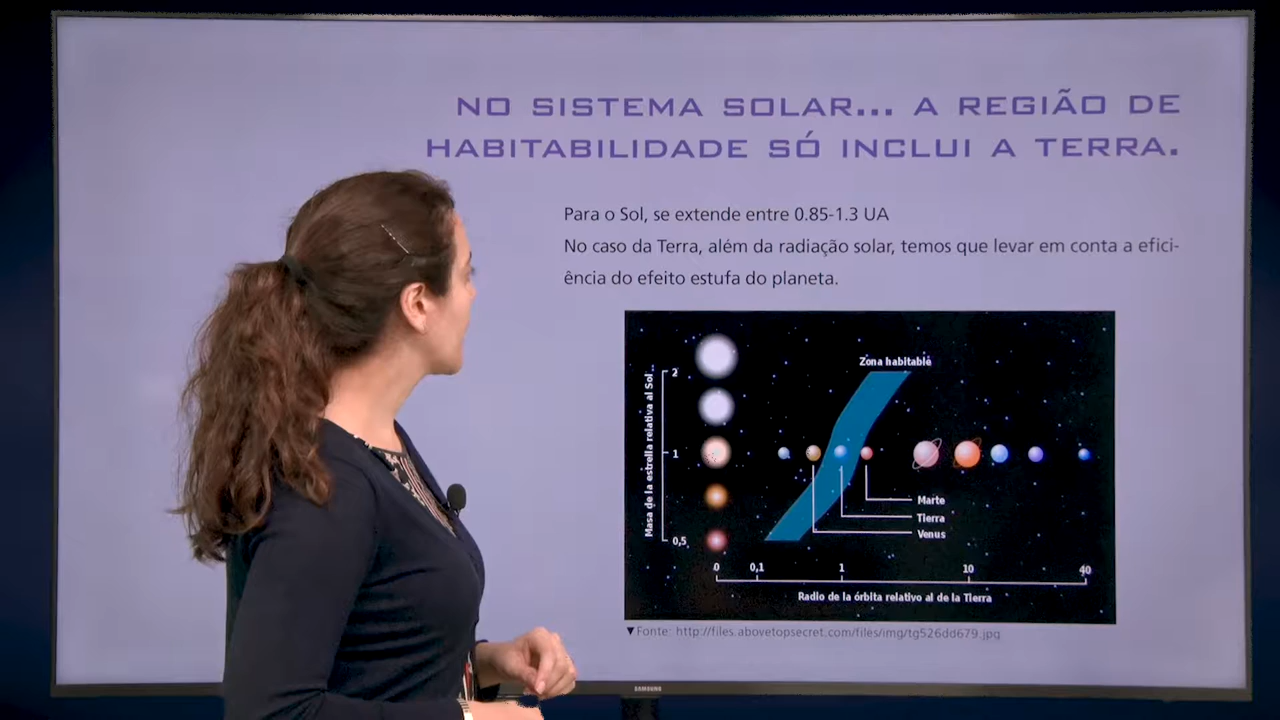 NO SISTEMA SOLAR... A REGIÃO DE
HABITABILIDADE SÓ INCLUI A TERRA.
Para o Sol, se extende entre 0.85-1.3 UA
No caso da Terra, além da radiação solar, temos que levar em conta a efici-
ência do efeito estufa do planeta.
Zona habitable
Masa de la estrella relativa al Sol
2
1
0,5
Marte
Tierra
Venus
0 0,1 1 10 40
Radio de la órbita relativo al de la Tierra
▼Fonte: http://files.abovetopsecret.com/files/img/tg526dd679.jpg
SAMSUNG